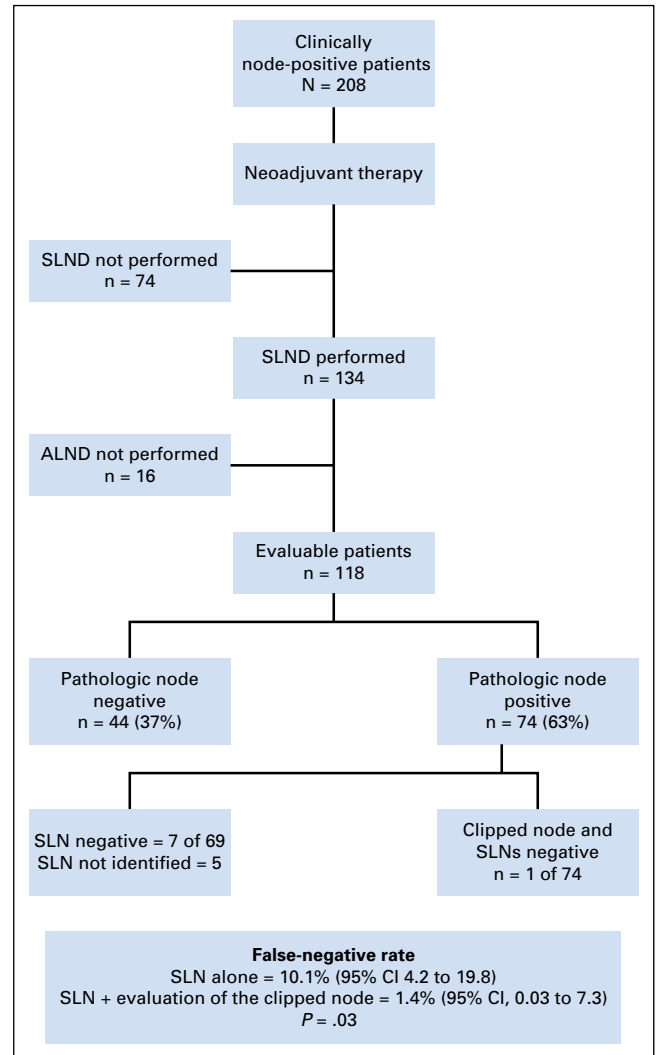 Clinically
node-positive patients
N = 208
Neoadjuvant therapy
SLND not performed
n = 74
SLND performed
n = 134
ALND not performed
n = 16
Evaluable patients
n = 118
Pathologic node
negative
n = 44 (37%)
Pathologic node
positive
n = 74 (63%)
SLN negative = 7 of 69
SLN not identified = 5
Clipped node and
SLNs negative
n = 1 of 74
False-negative rate
SLN alone = 10.1% (95% CI 4.2 to 19.8)
SLN + evaluation of the clipped node = 1.4% (95% CI, 0.03 to 7.3)
P = .03